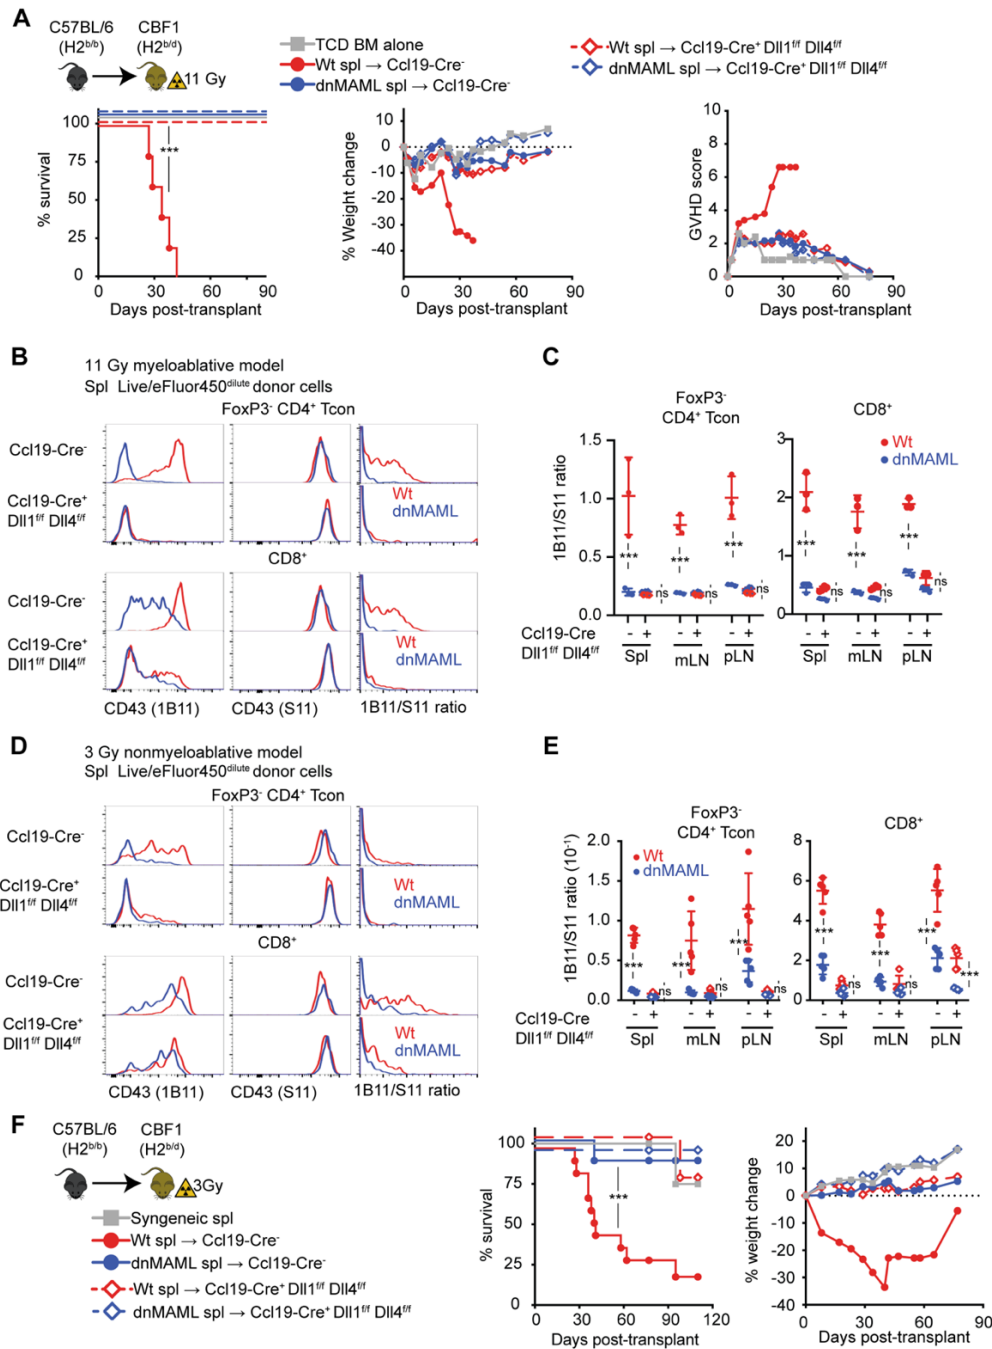 A
C57BL/6 (H2b/b)
CBF1 (H2b/d)
11 Gy
TCD BM alone
Wt spl → Ccl19-Cre-
dnMAML spl → Ccl19-Cre-
Wt spl → Ccl19-Cre+ Dll1f/f Dll4f/f
dnMAML spl → Ccl19-Cre+ Dll1f/f Dll4f/f
% survival
100
75
50
25
0
***
0 30 60 90
Days post-transplant
% Weight change
10
0
-10
-20
-30
-40
0 30 60 90
Days post-transplant
GVHD score
8
6
4
2
0
0 30 60 90
Days post-transplant
B
11 Gy myeloablative model
Spl Live/eFluor450dilute donor cells
FoxP3- CD4+ Tcon
Ccl19-Cre-
Ccl19-Cre+
Dll1f/f Dll4f/f
Wt
dnMAML
CD8+
Ccl19-Cre-
Ccl19-Cre+
Dll1f/f Dll4f/f
Wt
dnMAML
CD43 (1B11) CD43 (S11) 1B11/S11 ratio
C
FoxP3-
CD4+ Tcon
CD8+
1B11/S11 ratio
1.5
1.0
0.5
0.0
*** ns *** ns *** ns
3
2
1
0
Wt
dnMAML
*** ns *** ns *** ns
Ccl19-Cre
Dll1f/f Dll4f/f
- + - + - + - + - + - +
Spl mLN pLN Spl mLN pLN
D
3 Gy nonmyeloablative model
Spl Live/eFluor450dilute donor cells
FoxP3- CD4+ Tcon
Ccl19-Cre-
Ccl19-Cre+
Dll1f/f Dll4f/f
Wt
dnMAML
CD8+
Ccl19-Cre-
Ccl19-Cre+
Dll1f/f Dll4f/f
Wt
dnMAML
CD43 (1B11) CD43 (S11) 1B11/S11 ratio
E
FoxP3-
CD4+ Tcon
CD8+
1B11/S11 ratio (10-1)
2.0
1.5
1.0
0.5
0.0
Wt
dnMAML
*** ns *** ns *** ns
8
6
4
2
0
*** ns *** ns *** ***
Ccl19-Cre
Dll1f/f Dll4f/f
- + - + - + - + - + - +
Spl mLN pLN Spl mLN pLN
F
C57BL/6 (H2b/b)
CBF1 (H2b/d)
3Gy
Syngeneic spl
Wt spl → Ccl19-Cre-
dnMAML spl → Ccl19-Cre-
Wt spl → Ccl19-Cre+ Dll1f/f Dll4f/f
dnMAML spl → Ccl19-Cre+ Dll1f/f Dll4f/f
% survival
100
75
50
25
0
***
0 30 60 90 120
Days post-transplant
% weight change
20
10
0
-10
-20
-30
-40
0 30 60 90
Days post-transplant